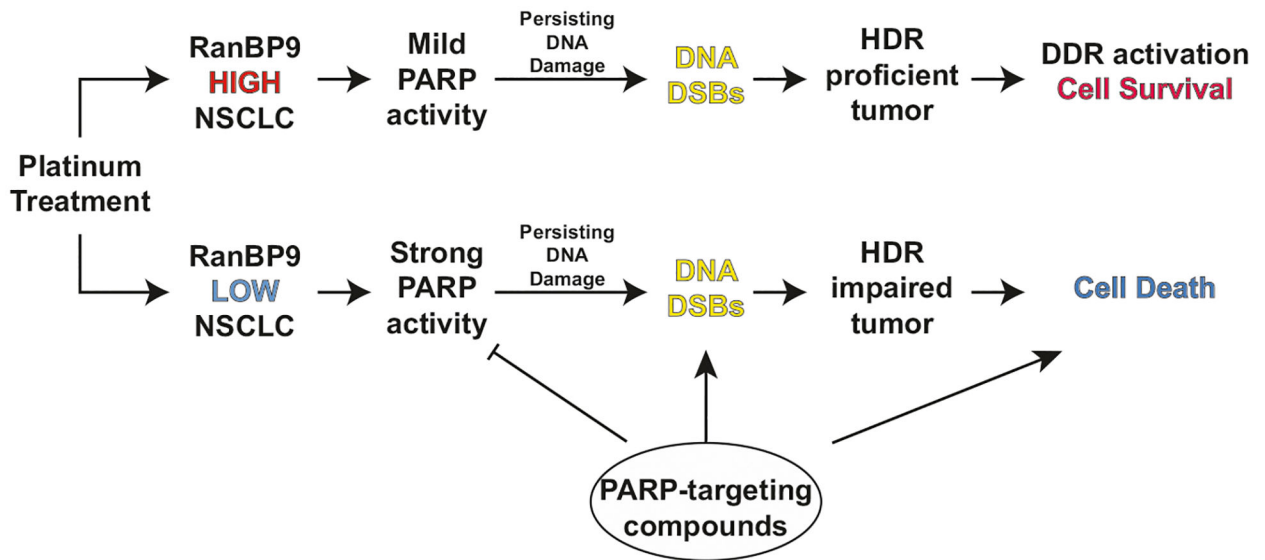 Platinum
Treatment
RanBP9
HIGH
NSCLC
Mild
PARP
activity
Persisting
DNA
Damage
DNA
DSBs
HDR
proficient
tumor
DDR activation
Cell Survival
RanBP9
LOW
NSCLC
Strong
PARP
activity
Persisting
DNA
Damage
DNA
DSBs
HDR
impaired
tumor
Cell Death
PARP-targeting
compounds